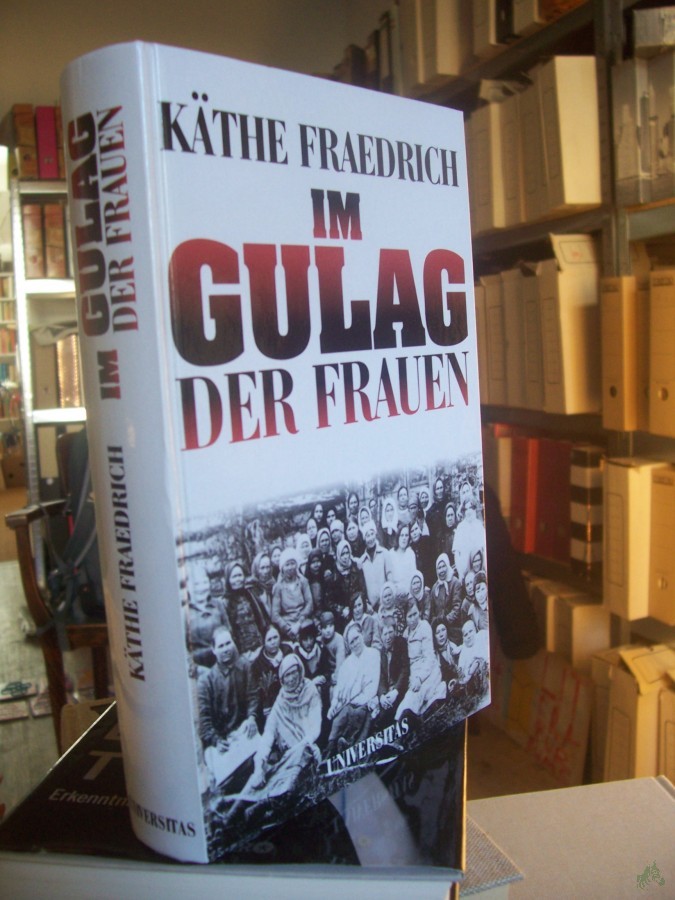 KÄTHE FRAEDRICH
IM
GULAG
DER FRAUEN
UNIVERSITAS
KÄTHE FRAEDRICH
IM GULAG
DER FRAUEN
UNIVERSITAS